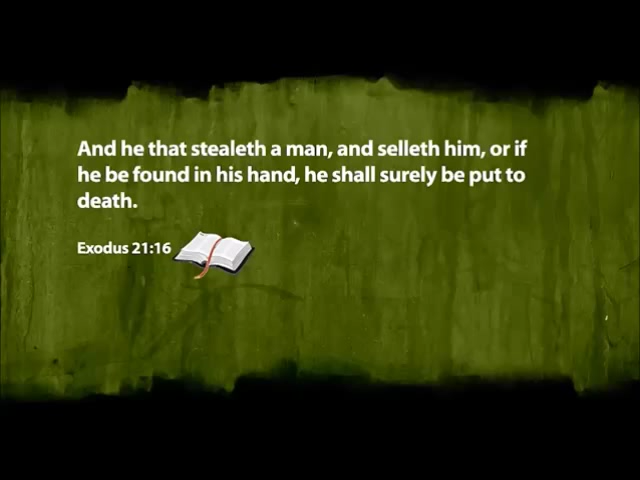 And he that stealeth a man, and selleth him, or if
he be found in his hand, he shall surely be put to
death.
Exodus 21:16